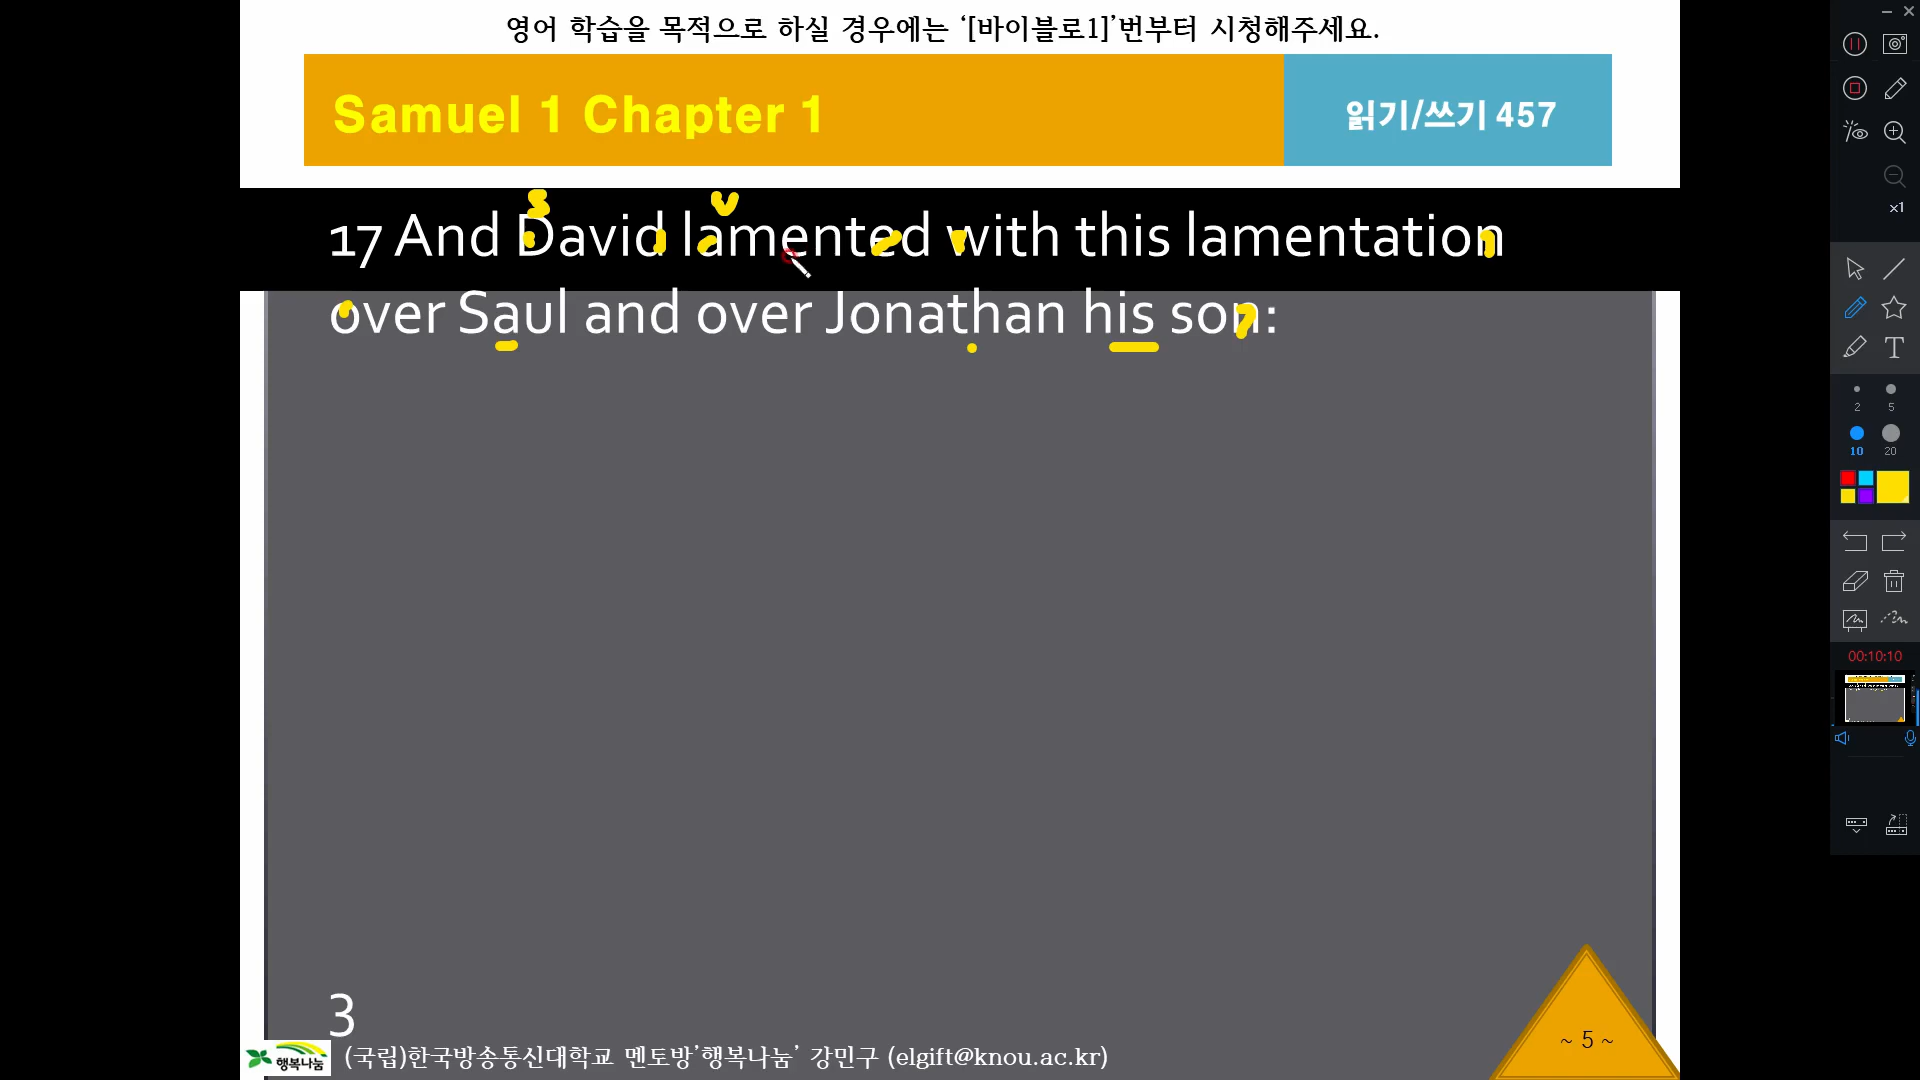 영어 학습을 목적으로 하실 경우에는 ‘[바이블로1]’번부터 시청해주세요.
Samuel 1 Chapter 1
읽기/쓰기 457
17 And David lamented with this lamentation
over Saul and over Jonathan his son:
3
~ 5 ~
행복나눔
(국립)한국방송통신대학교 멘토방’행복나눔’ 강민구 (elgift@knou.ac.kr)
x1
T
2 5
10 20
00:10:10